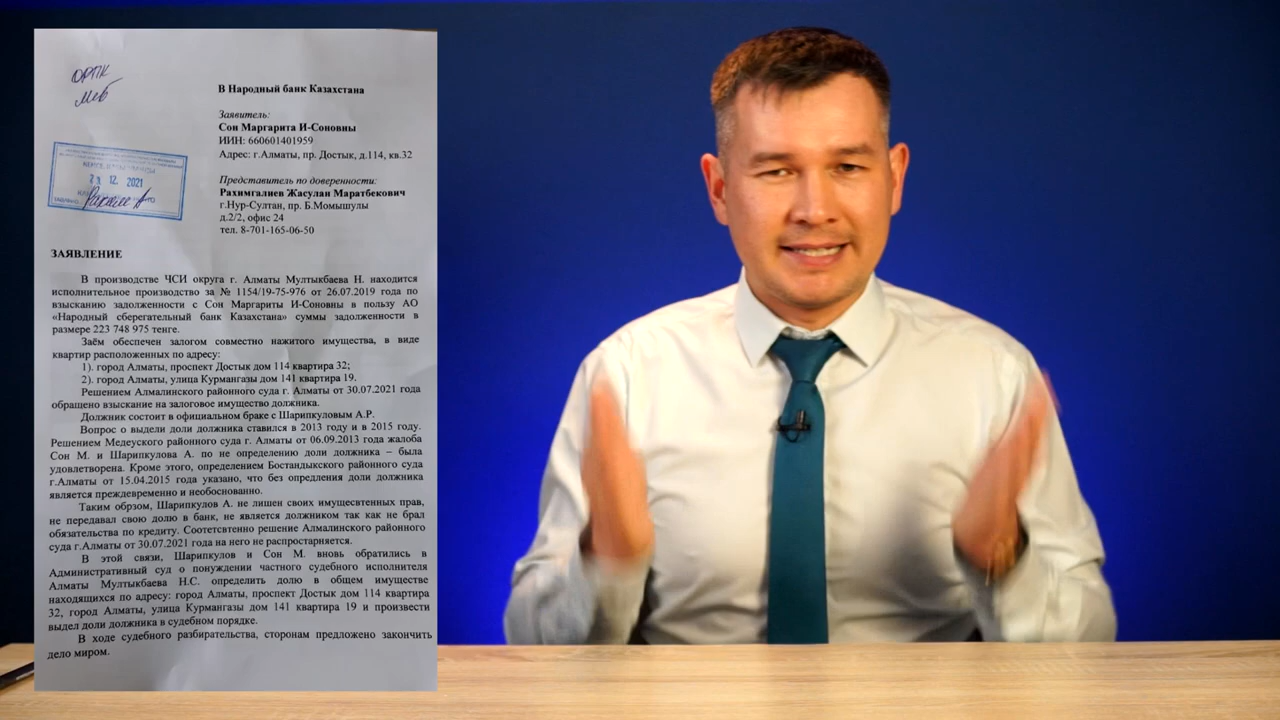 ОРПК
В Народный банк Казахстана
Заявитель:
Сон Маргарита И-Соновны
ИИН: 660601401959
Адрес: г.Алматы, пр. Достык, д.114, кв.32
21 12. 2021
Представитель по доверенности:
Рахимгалиев Жасулан Маратбекович
г.Нур-Султан, пр. Б.Момышулы
д.2/2, офис 24
тел. 8-701-165-06-50
ЗАЯВЛЕНИЕ
В производстве ЧСИ округа г. Алматы Мултыкбаева Н. находится
исполнительное производство за № 1154/19-75-976 от 26.07.2019 года по
взысканию задолженности с Сон Маргариты И-Соновны в пользу АО
«Народный сберегательный банк Казахстана» суммы задолженности в
размере 223 748 975 тенге.
Заём обеспечен залогом совместно нажитого имущества, в виде
квартир расположенных по адресу:
1). город Алматы, проспект Достык дом 114 квартира 32;
2). город Алматы, улица Курмангазы дом 141 квартира 19.
Решением Алмалинского районного суда г. Алматы от 30.07.2021 года
обращено взыскание на залоговое имущество должника.
Должник состоит в официальном браке с Шарипкуловым А.Р.
Вопрос о выдели доли должника ставился в 2013 году и в 2015 году.
Решением Медеуского районного суда г. Алматы от 06.09.2013 года жалоба
Сон М. и Шарипкулова А. по не определению доли должника – была
удовлетворена. Кроме этого, определением Бостандыкского районного суда
г.Алматы от 15.04.2015 года указано, что без опредления доли должника
является преждевременно и необоснованно.
Таким обрзом, Шарипкулов А. не лишен своих имущесвтенных прав,
не передавал свою долю в банк, не является должником так как не брал
обязательства по кредиту. Соотетсвтенно решение Алмалинского районного
суда г.Алматы от 30.07.2021 года на него не распростарняется.
В этой связи, Шарипкулов и Сон М. вновь обратились в
Административный суд о понуждении частного судебного исполнителя
Алматы Мултыкбаева Н.С. определить долю в общем имуществе
находящихся по адресу: город Алматы, проспект Достык дом 114 квартира
32, город Алматы, улица Курмангазы дом 141 квартира 19 и произвести
выдел доли должника в судебном порядке.
В ходе судебного разбирательства, сторонам предложено закончить
дело миром.